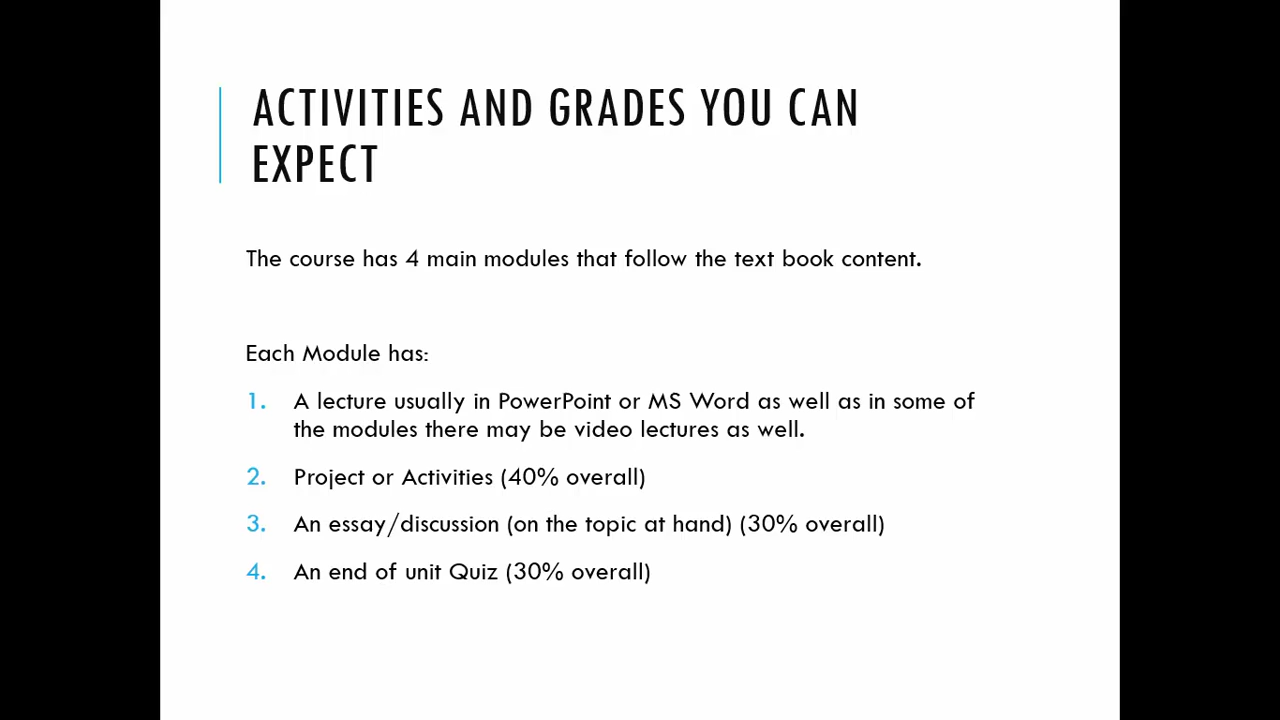 ACTIVITIES AND GRADES YOU CAN
EXPECT
The course has 4 main modules that follow the text book content.
Each Module has:
1. A lecture usually in PowerPoint or MS Word as well as in some of
the modules there may be video lectures as well.
2. Project or Activities (40% overall)
3. An essay/discussion (on the topic at hand) (30% overall)
4. An end of unit Quiz (30% overall)